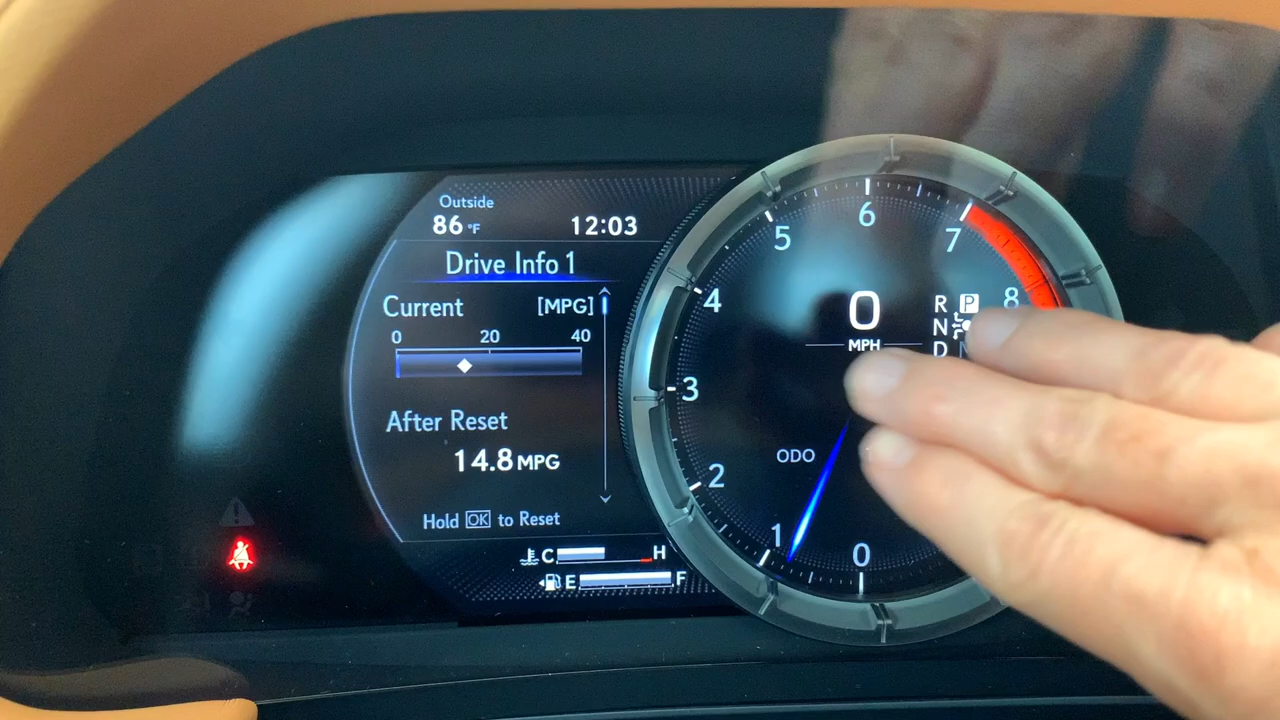 Outside
86 °F 12:03
Drive Info 1
Current [MPG]
0 20 40
After Reset
14.8 MPG
Hold OK to Reset
C H
E F
6
5 7
4 8
3
2
1
0
0
MPH
R P
N
D
ODO